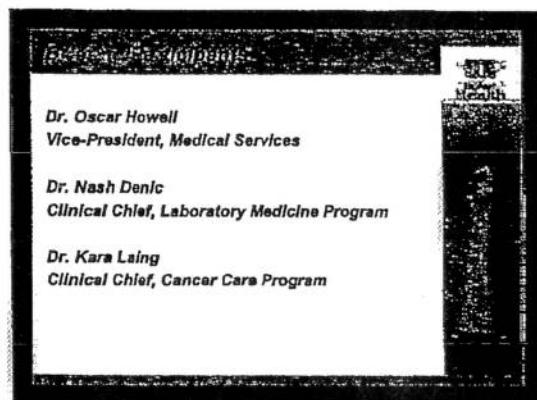 Dr. Oscar Howell
Vice-President, Medical Services
Dr. Nash Denic
Clinical Chief, Laboratory Medicine Program
Dr. Kara Laing
Clinical Chief, Cancer Care Program
Health